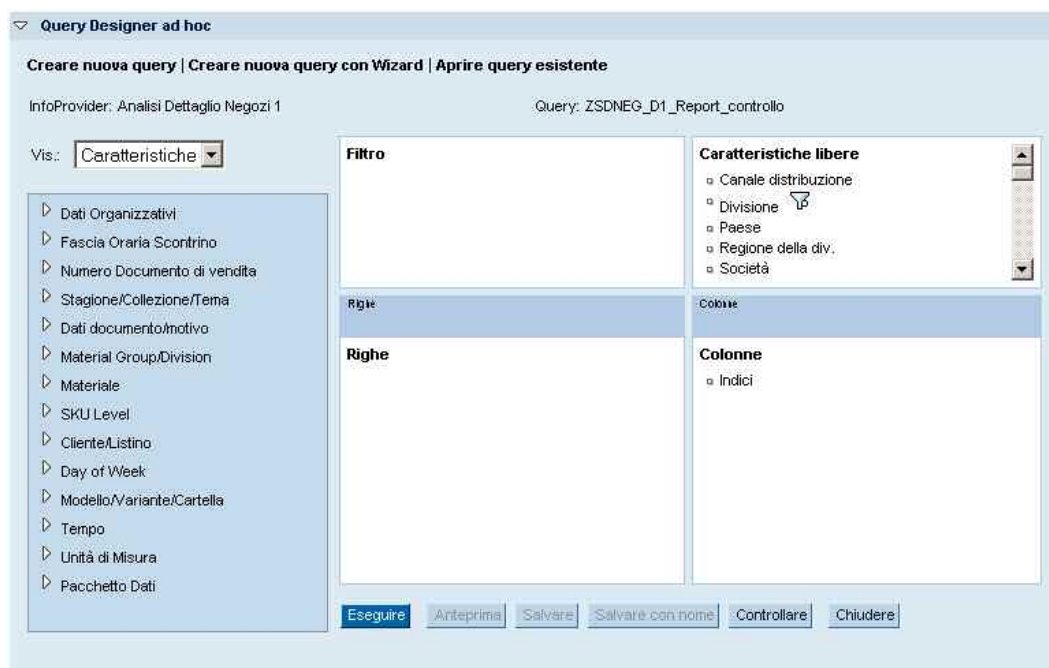 Query Designer ad hoc
Creare nuova query | Creare nuova query con Wizard | Aprire query esistente
InfoProvider: Analisi Dettaglio Negozi 1
Query: ZSDNEG_D1_Report_controllo
Vis.: Caratteristiche
Dati Organizzativi
Fascia Oraria Scontrino
Numero Documento di vendita
Stagione/Collezione/Tema
Dati documento/motivo
Material Group/Division
Materiale
SKU Level
Cliente/Listino
Day of Week
Modello/Variante/Cartella
Tempo
Unità di Misura
Pacchetto Dati
Filtro
Caratteristiche libere
Canale distribuzione
Divisione
Paese
Regione della div.
Società
Righe
Colonne
Righe
Colonne
Indici
Eseguire
Anteprima
Salvare
Salvare con nome
Controllare
Chiudere